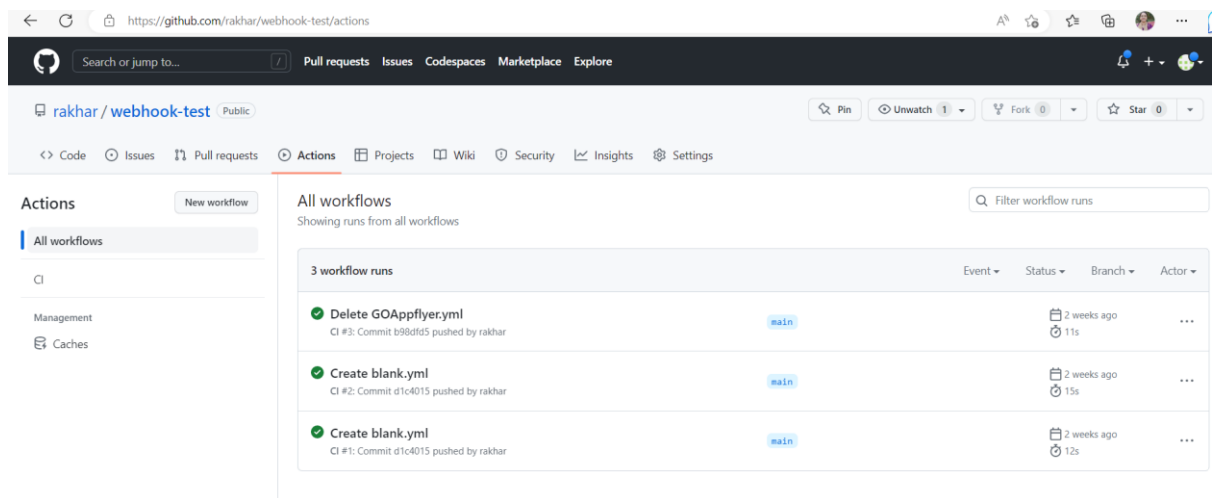 https://github.com/rakhar/webhook-test/actions
Search or jump to... / Pull requests Issues Codespaces Marketplace Explore
rakhar / webhook-test Public Pin Unwatch 1 Fork 0 Star 0
<> Code Issues Pull requests Actions Projects Wiki Security Insights Settings
Actions New workflow
All workflows
CI
Management
Caches
All workflows
Showing runs from all workflows
Filter workflow runs
3 workflow runs Event Status Branch Actor
Delete GOAppflyer.yml
CI #3: Commit b98dfd5 pushed by rakhar
main
2 weeks ago
11s
Create blank.yml
CI #2: Commit d1c4015 pushed by rakhar
main
2 weeks ago
15s
Create blank.yml
CI #1: Commit d1c4015 pushed by rakhar
main
2 weeks ago
12s